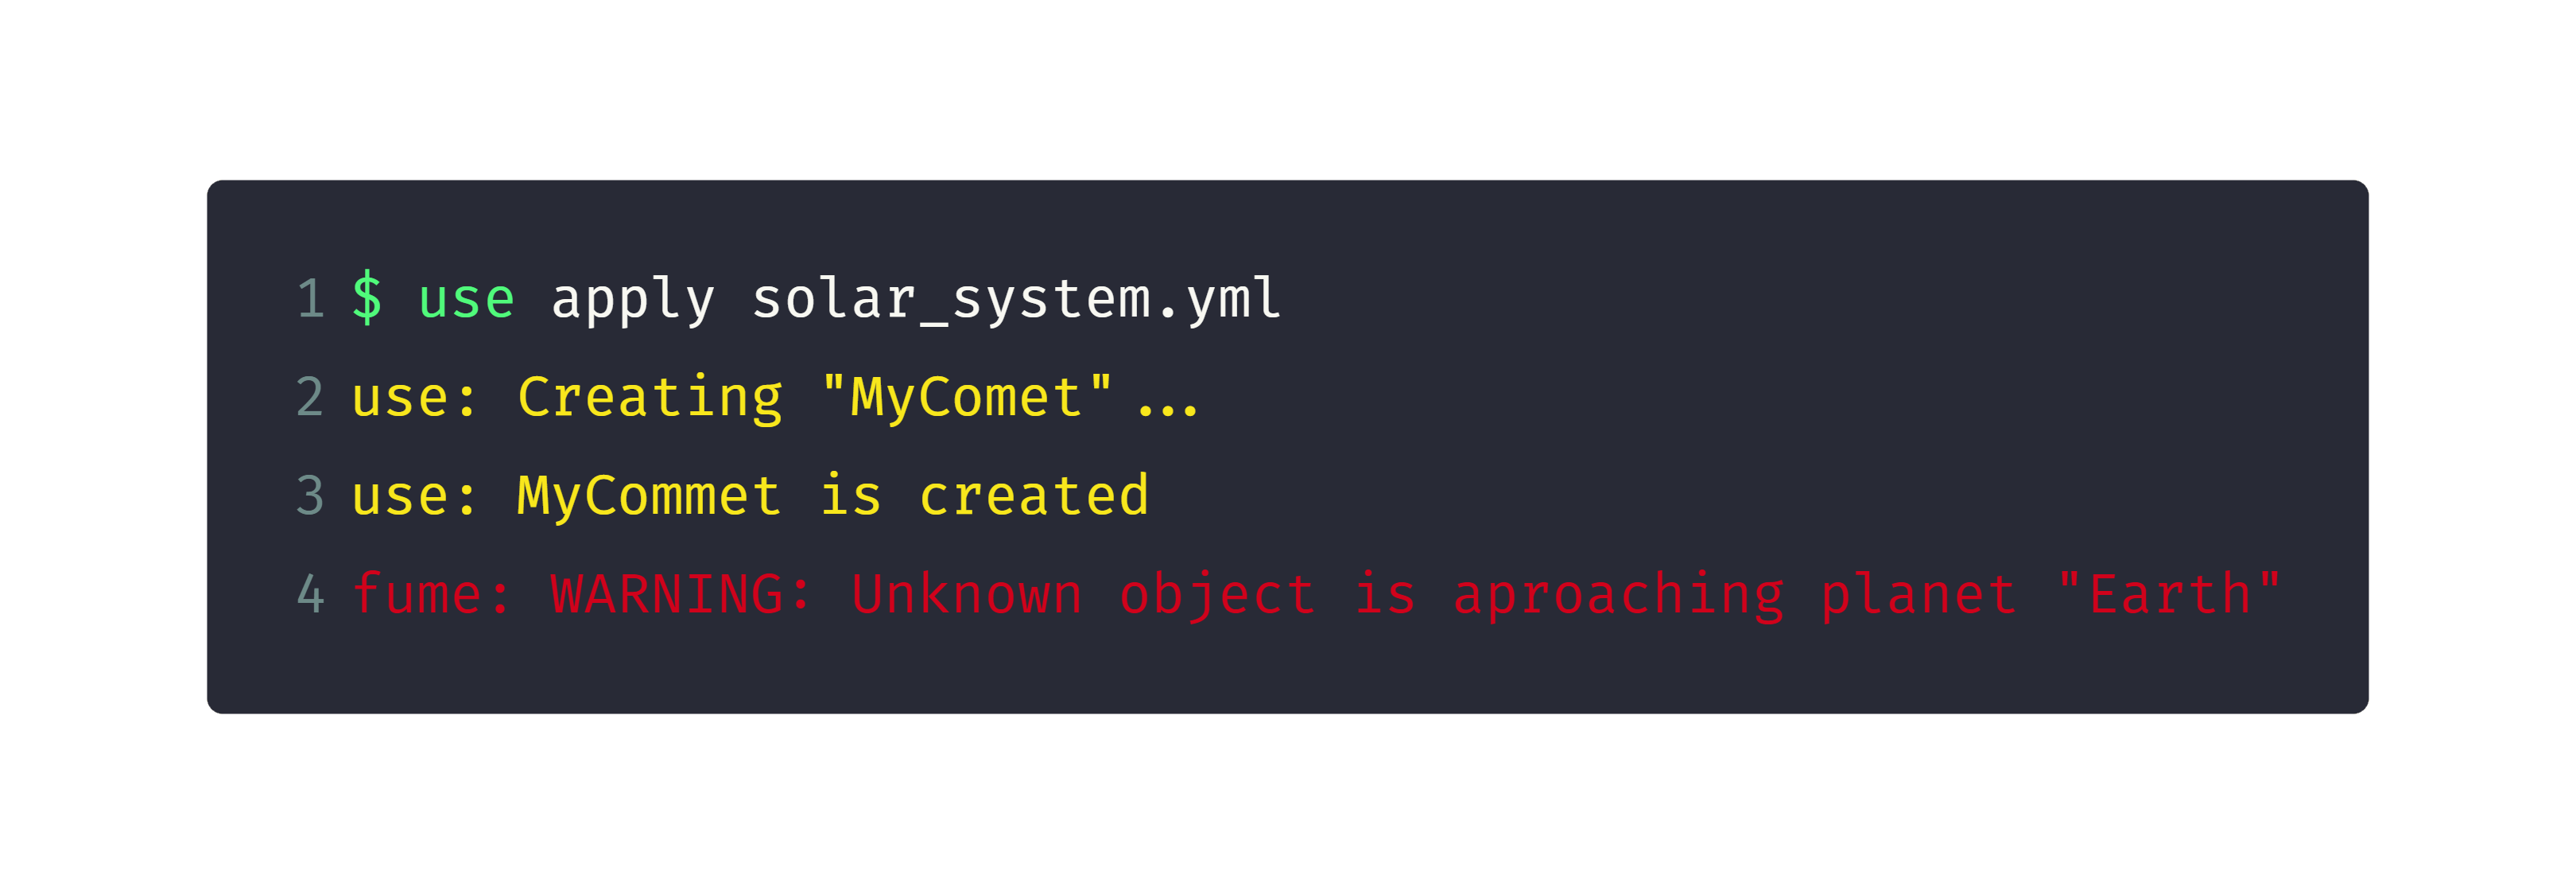 1 $ use apply solar_system.yml
2 use: Creating "MyComet"...
3 use: MyCommet is created
4 fume: WARNING: Unknown object is aproaching planet "Earth"